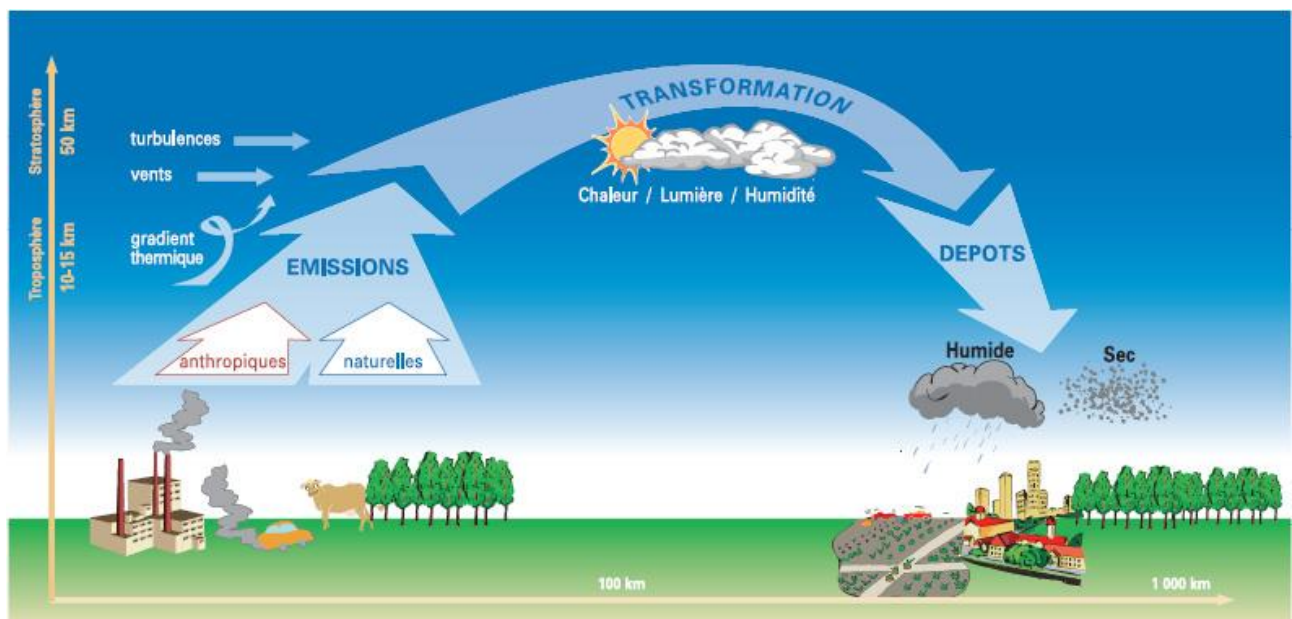 Stratosphère
50 km
Troposphère
10-15 km
turbulences
vents
gradient
thermique
EMISSIONS
anthropiques
naturelles
TRANSFORMATION
Chaleur / Lumière / Humidité
DEPOTS
Humide
Sec
100 km
1 000 km